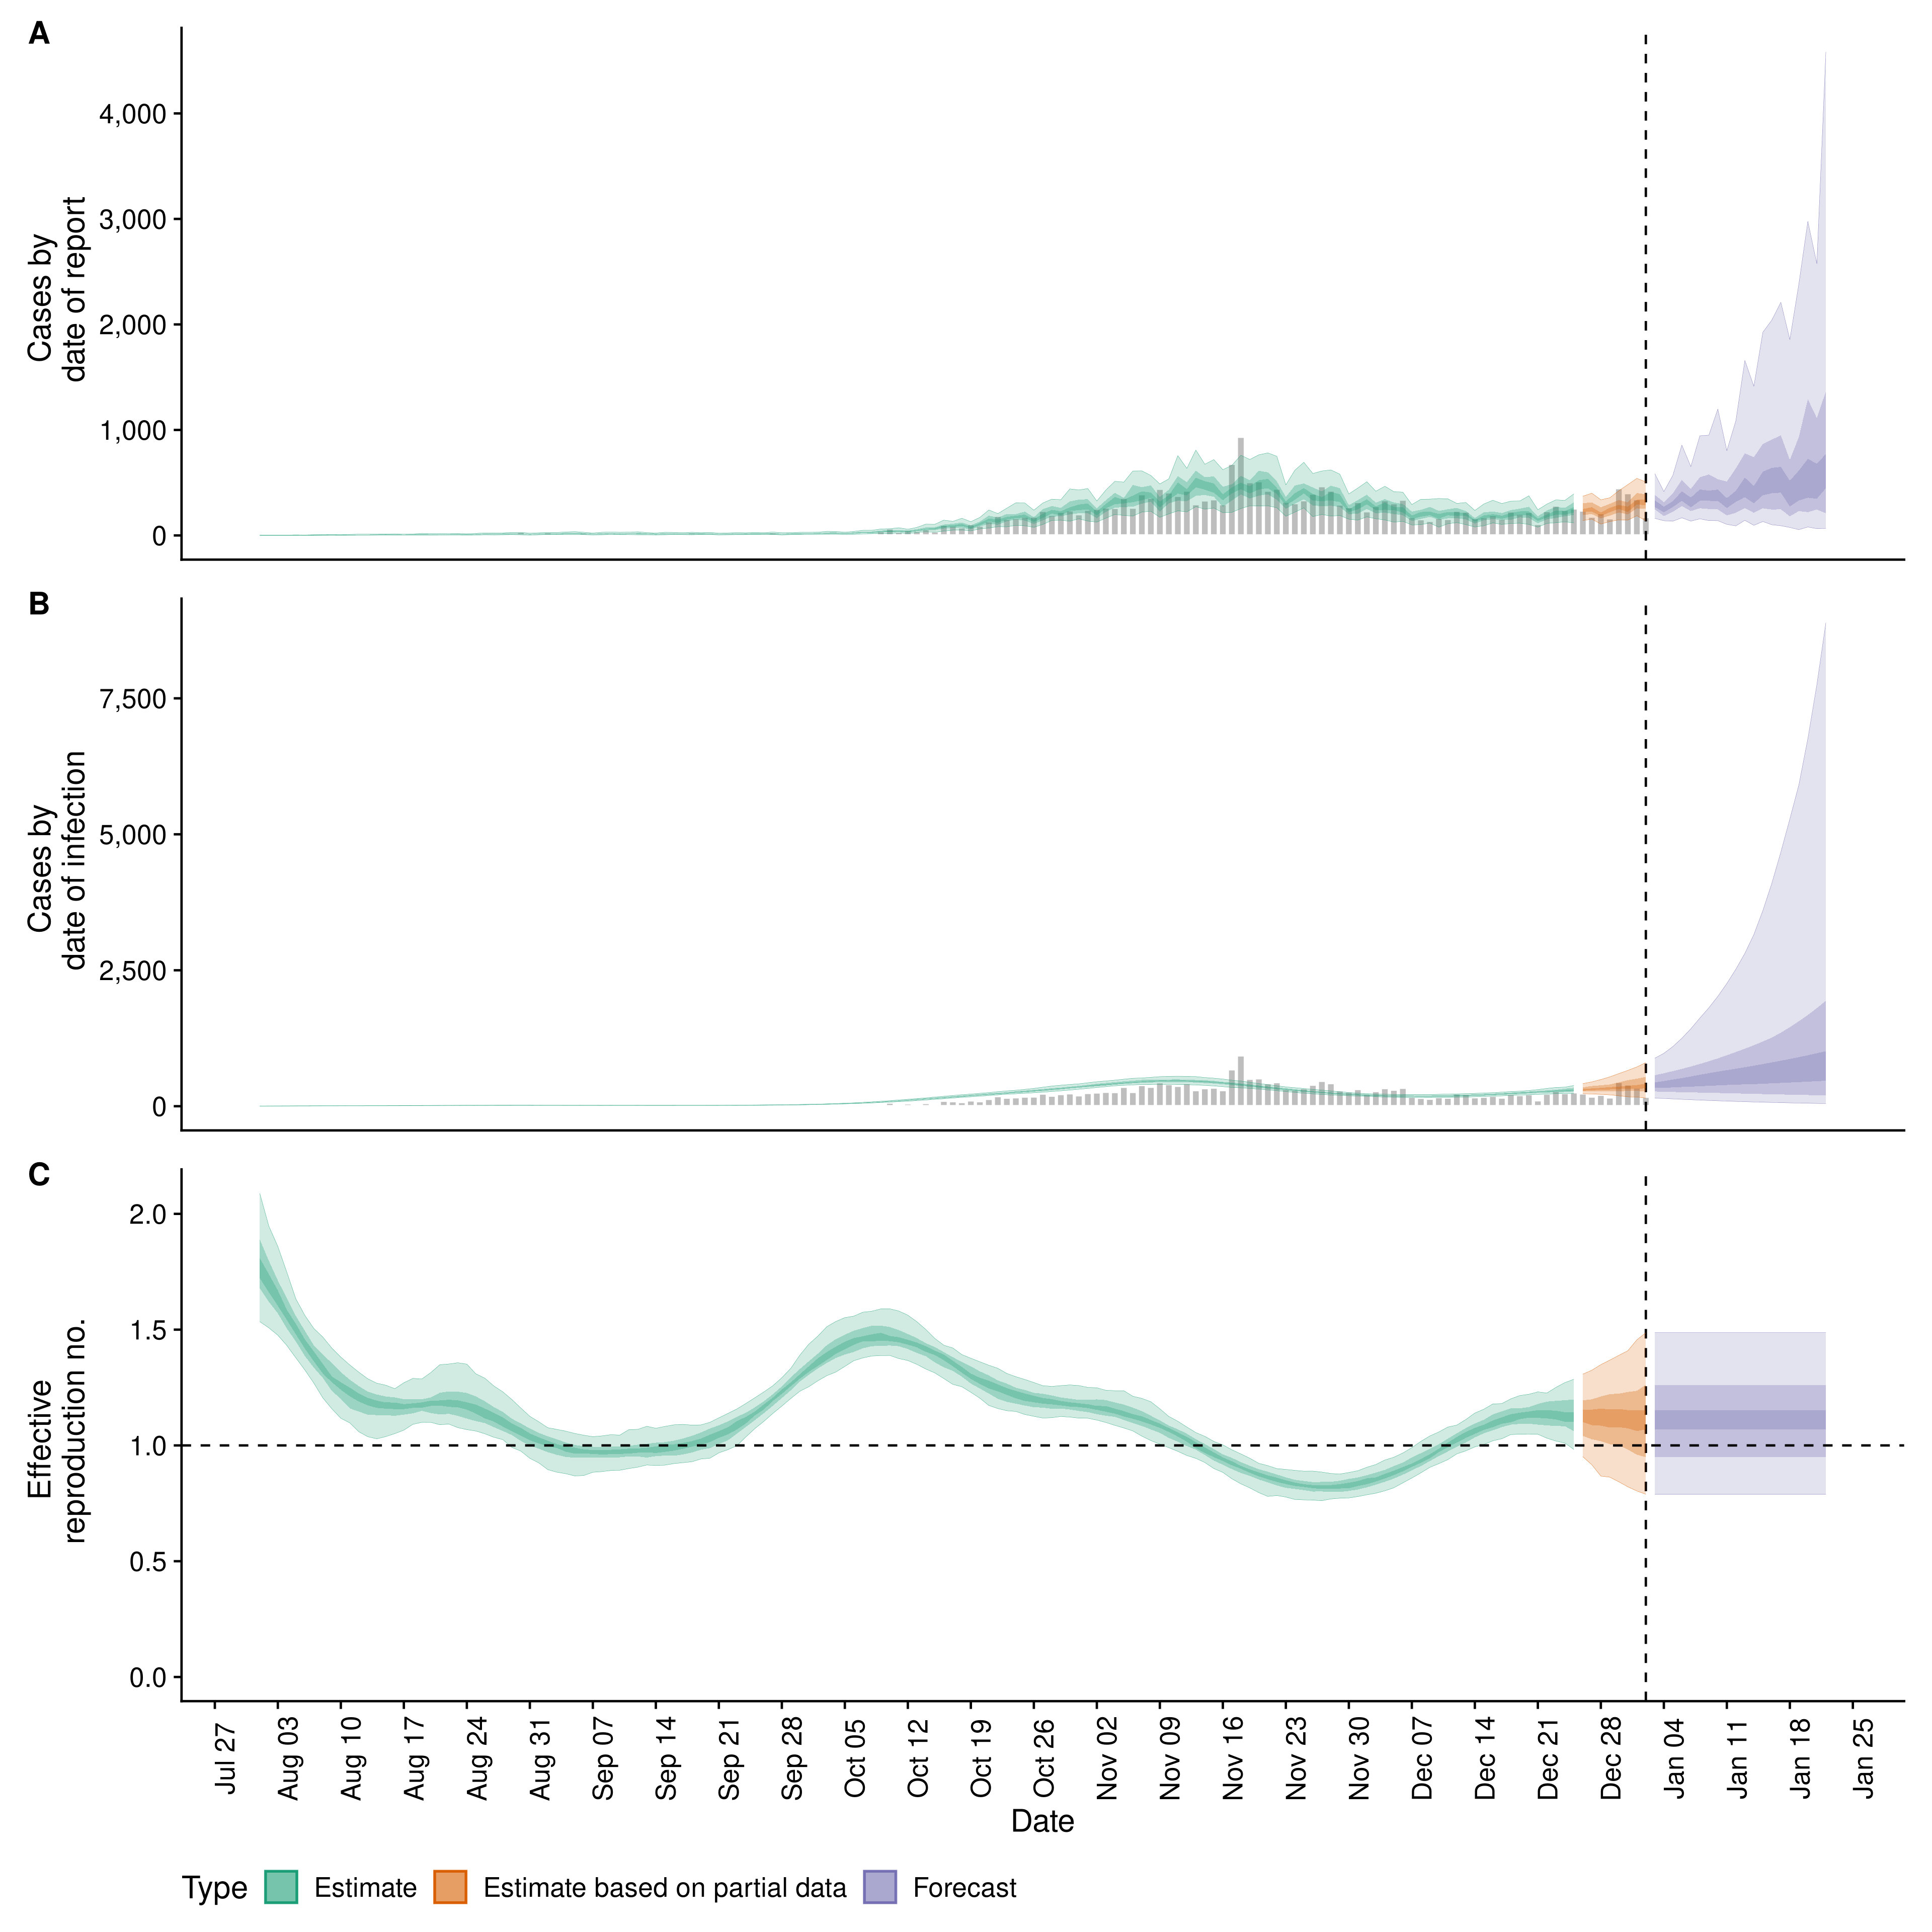 A
4,000
3,000
2,000
1,000
0
Cases by
date of report
B
7,500
5,000
2,500
0
Cases by
date of infection
C
2.0
1.5
1.0
0.5
0.0
Effective
reproduction no.
Jul 27
Aug 03
Aug 10
Aug 17
Aug 24
Aug 31
Sep 07
Sep 14
Sep 21
Sep 28
Oct 05
Oct 12
Oct 19
Oct 26
Nov 02
Nov 09
Nov 16
Nov 23
Nov 30
Dec 07
Dec 14
Dec 21
Dec 28
Jan 04
Jan 11
Jan 18
Jan 25
Date
Type Estimate Estimate based on partial data Forecast